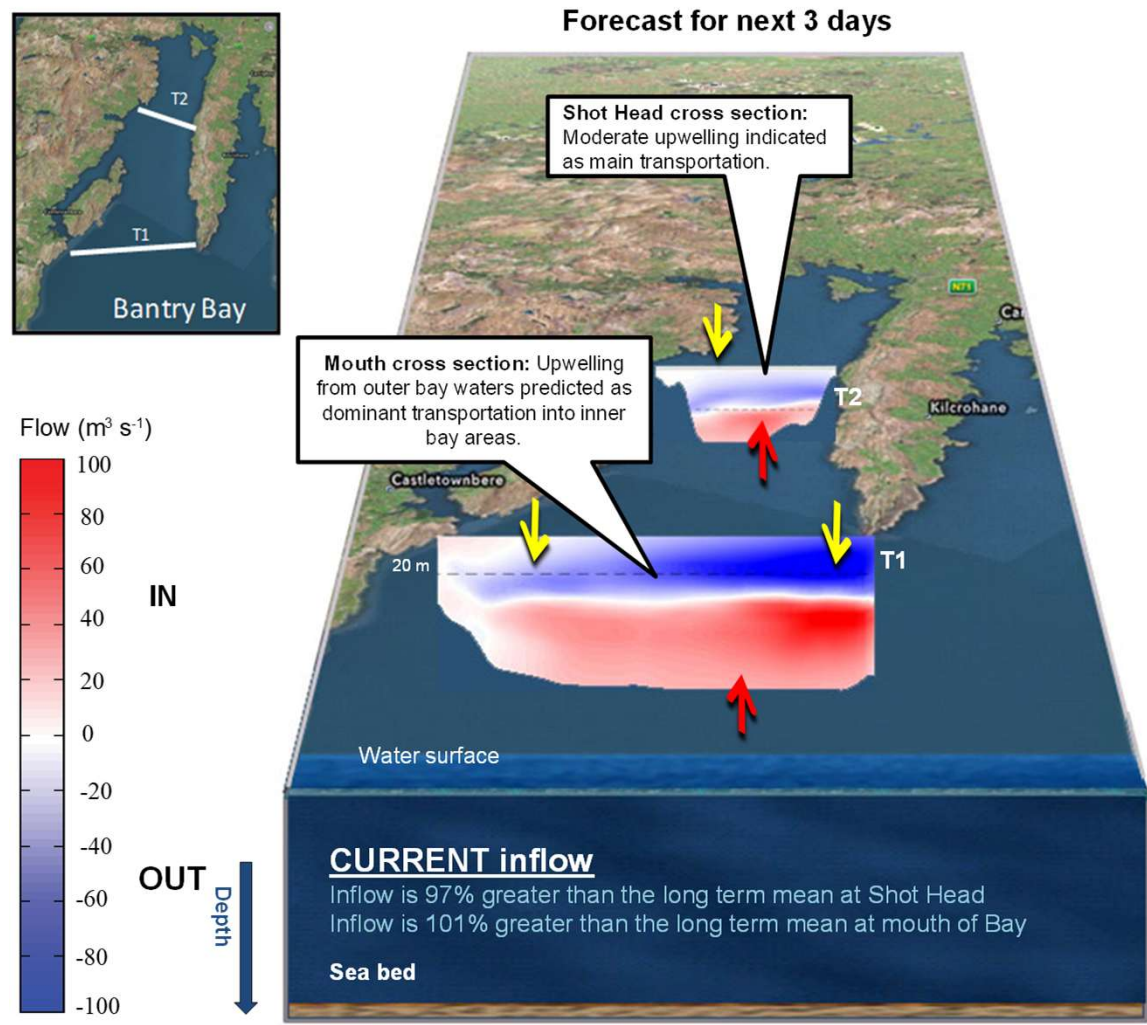 Forecast for next 3 days
T2
T1
Bantry Bay
Shot Head cross section:
Moderate upwelling indicated
as main transportation.
N71
Mouth cross section: Upwelling
from outer bay waters predicted as
dominant transportation into inner
bay areas.
T2
Kilcrohane
Castletownbere
20 m
T1
Flow (m³ s⁻¹)
100
80
60
40
20
0
-20
-40
-60
-80
-100
IN
OUT
Depth
Water surface
CURRENT inflow
Inflow is 97% greater than the long term mean at Shot Head
Inflow is 101% greater than the long term mean at mouth of Bay
Sea bed